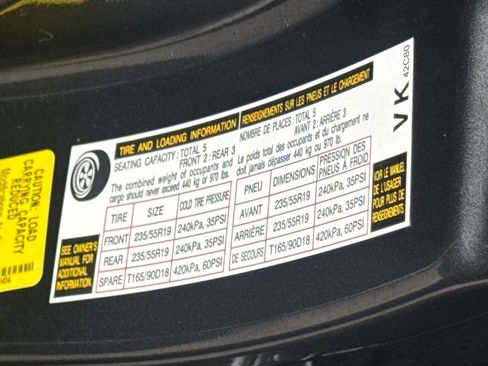 TIRE AND LOADING INFORMATION
SEATING CAPACITY : TOTAL 5
FRONT 2 : REAR 3
The combined weight of occupants and
cargo should never exceed 440 kg or 970 lbs.
TIRE SIZE COLD TIRE PRESSURE
FRONT 235/55R19 240kPa, 35PSI
REAR 235/55R19 240kPa, 35PSI
SPARE T165/90D18 420kPa, 60PSI
SEE OWNER'S
MANUAL FOR
ADDITIONAL
INFORMATION.
RENSEIGNEMENTS SUR LES PNEUS ET LE CHARGEMENT
NOMBRE DE PLACES : TOTAL 5
AVANT 2 : ARRIÈRE 3
Le poids total des occupants et du chargement ne
doit jamais dépasser 440 kg ou 970 lb.
PNEU DIMENSIONS PRESSION DES
PNEUS À FROID
AVANT 235/55R19 240kPa, 35PSI
ARRIÈRE 235/55R19 240kPa, 35PSI
DE SECOURS T165/90D18 420kPa, 60PSI
VOIR LE MANUEL
DE L'USAGER
POUR PLUS DE
RENSEIGNEMENTS.
VK
42C80
CAUTION: LOAD
CARRYING CAPACITY
REDUCED